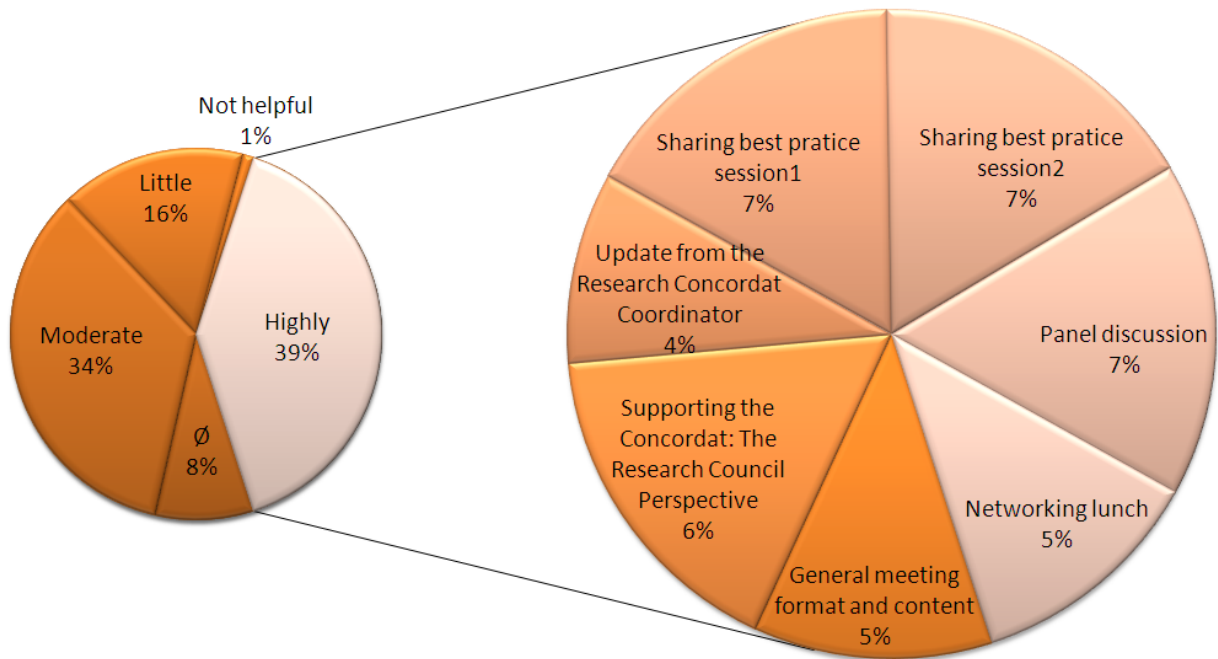 Not helpful
1%
Little
16%
Moderate
34%
Highly
39%
Ø
8%
Sharing best pratice
session1
7%
Sharing best pratice
session2
7%
Update from the
Research Concordat
Coordinator
4%
Panel discussion
7%
Supporting the
Concordat: The
Research Council
Perspective
6%
Networking lunch
5%
General meeting
format and content
5%